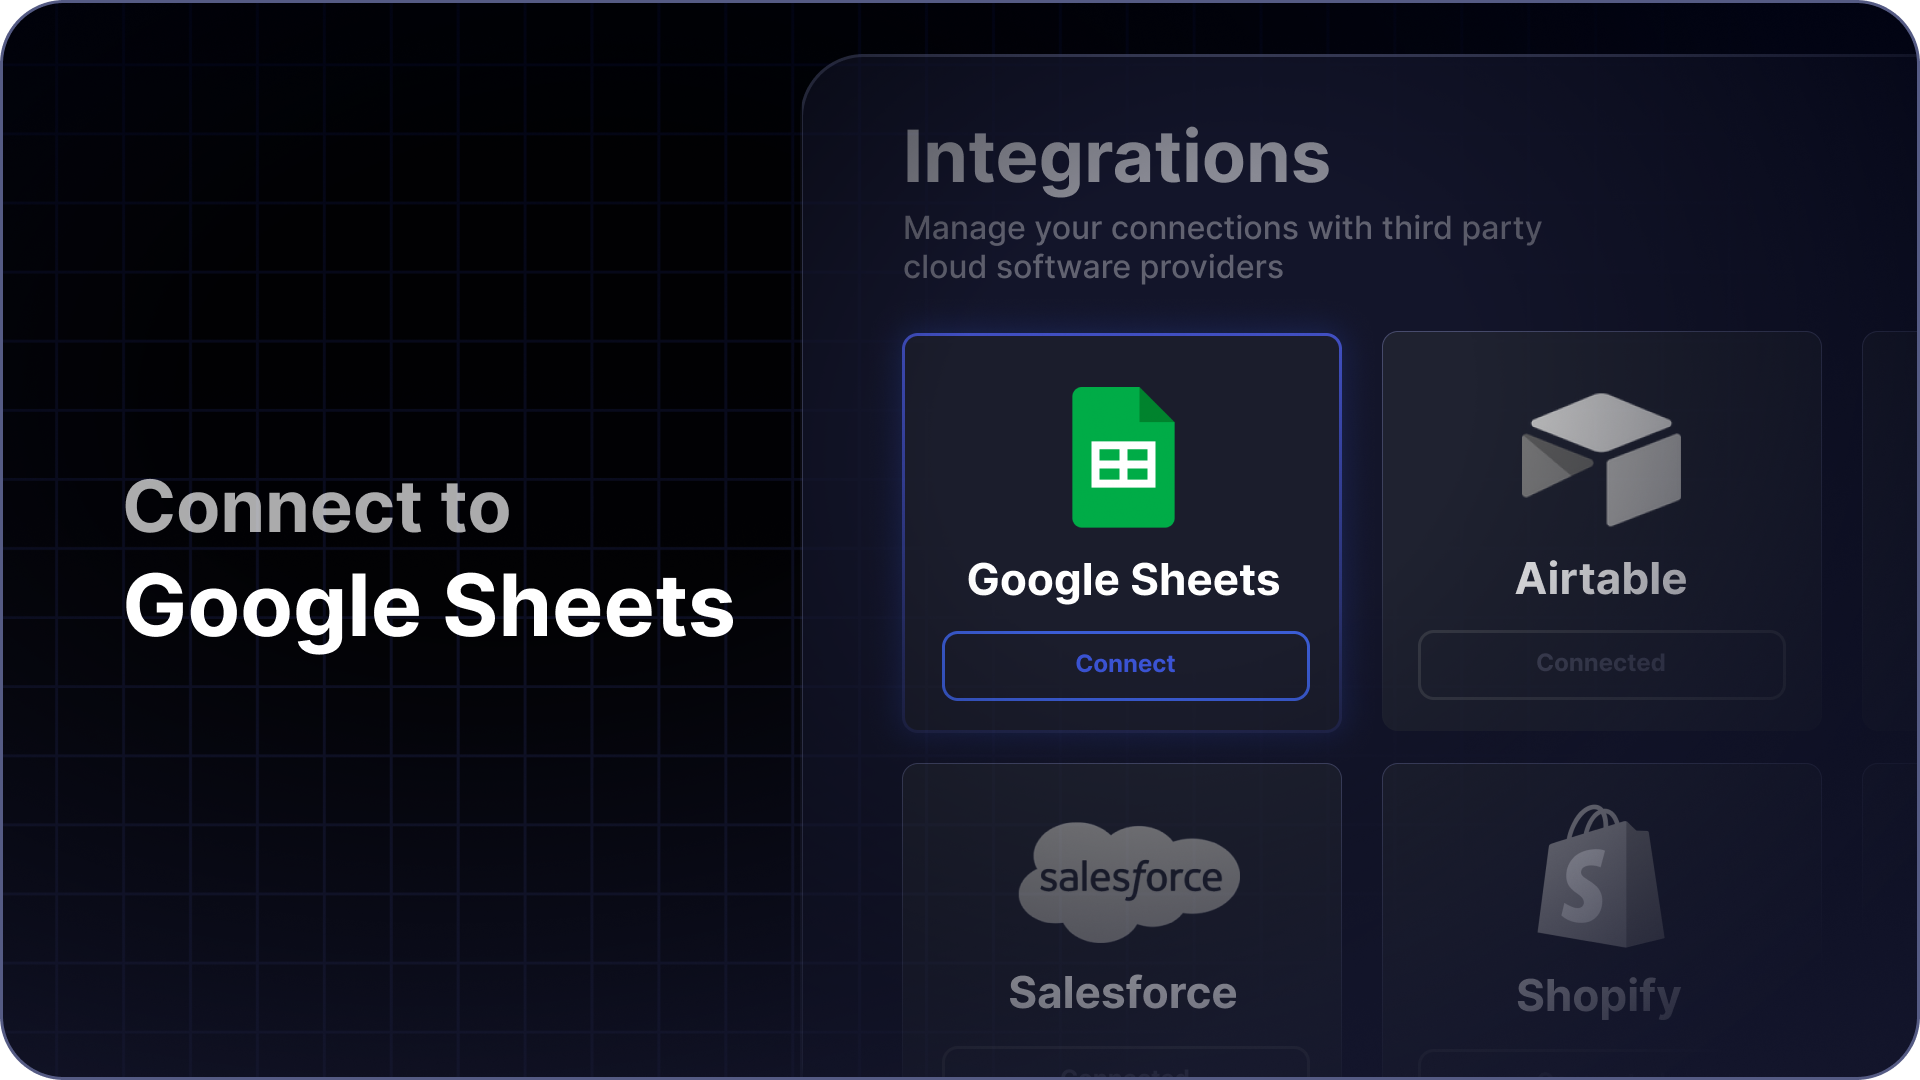 Connect to
Google Sheets
Integrations
Manage your connections with third party
cloud software providers
Google Sheets
Connect
Airtable
Connected
salesforce
Salesforce
Connected
S
Shopify